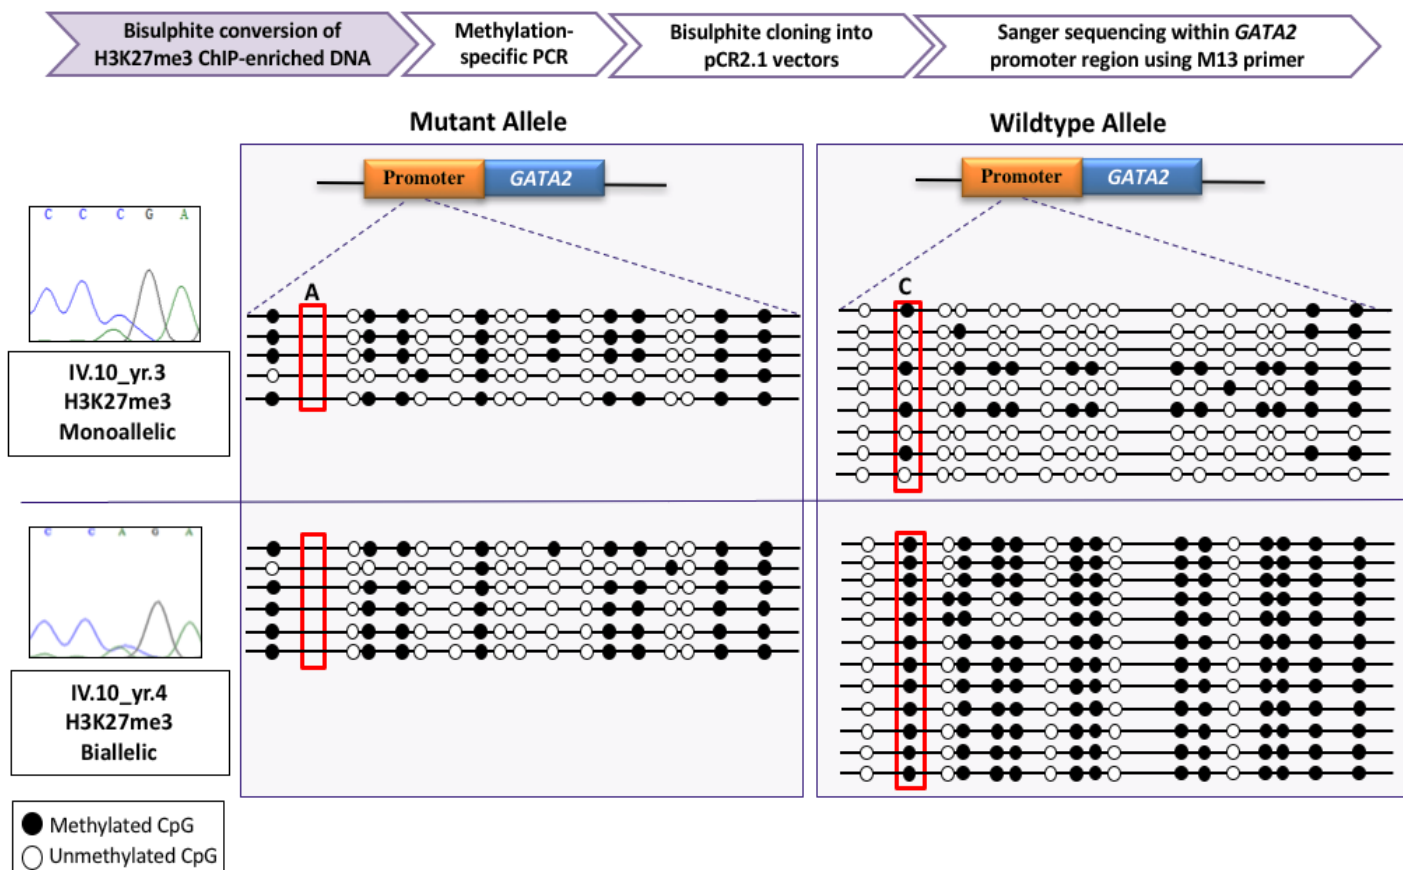 Bisulphite conversion of
H3K27me3 ChIP-enriched DNA
Methylation-
specific PCR
Bisulphite cloning into
pCR2.1 vectors
Sanger sequencing within GATA2
promoter region using M13 primer
Mutant Allele
Wildtype Allele
Promoter GATA2
Promoter GATA2
C C C G A
A
C
IV.10_yr.3
H3K27me3
Monoallelic
C C A G A
IV.10_yr.4
H3K27me3
Biallelic
Methylated CpG
Unmethylated CpG